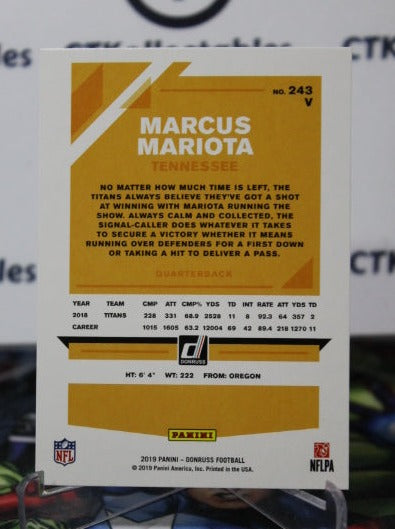 CTKollectables
NO. 243
V
MARCUS
MARIOTA
TENNESSEE
NO MATTER HOW MUCH TIME IS LEFT, THE
TITANS ALWAYS BELIEVE THEY'VE GOT A SHOT
AT WINNING WITH MARIOTA RUNNING THE
SHOW. ALWAYS CALM AND COLLECTED, THE
SIGNAL-CALLER DOES WHATEVER IT TAKES
TO SECURE A VICTORY WHETHER IT MEANS
RUNNING OVER DEFENDERS FOR A FIRST DOWN
OR TAKING A HIT TO DELIVER A PASS.
QUARTERBACK
YEAR TEAM CMP ATT CMP% YDS TD INT RATE ATT YDS TD
2018 TITANS 228 331 68.9 2528 11 8 92.3 64 357 2
CAREER 1015 1605 63.2 12004 69 42 89.4 218 1270 11
DONRUSS
HT: 6' 4" WT: 222 FROM: OREGON
PANINI
2019 PANINI – DONRUSS FOOTBALL
© 2019 Panini America, Inc. Printed in the USA.
NFL
NFLPA